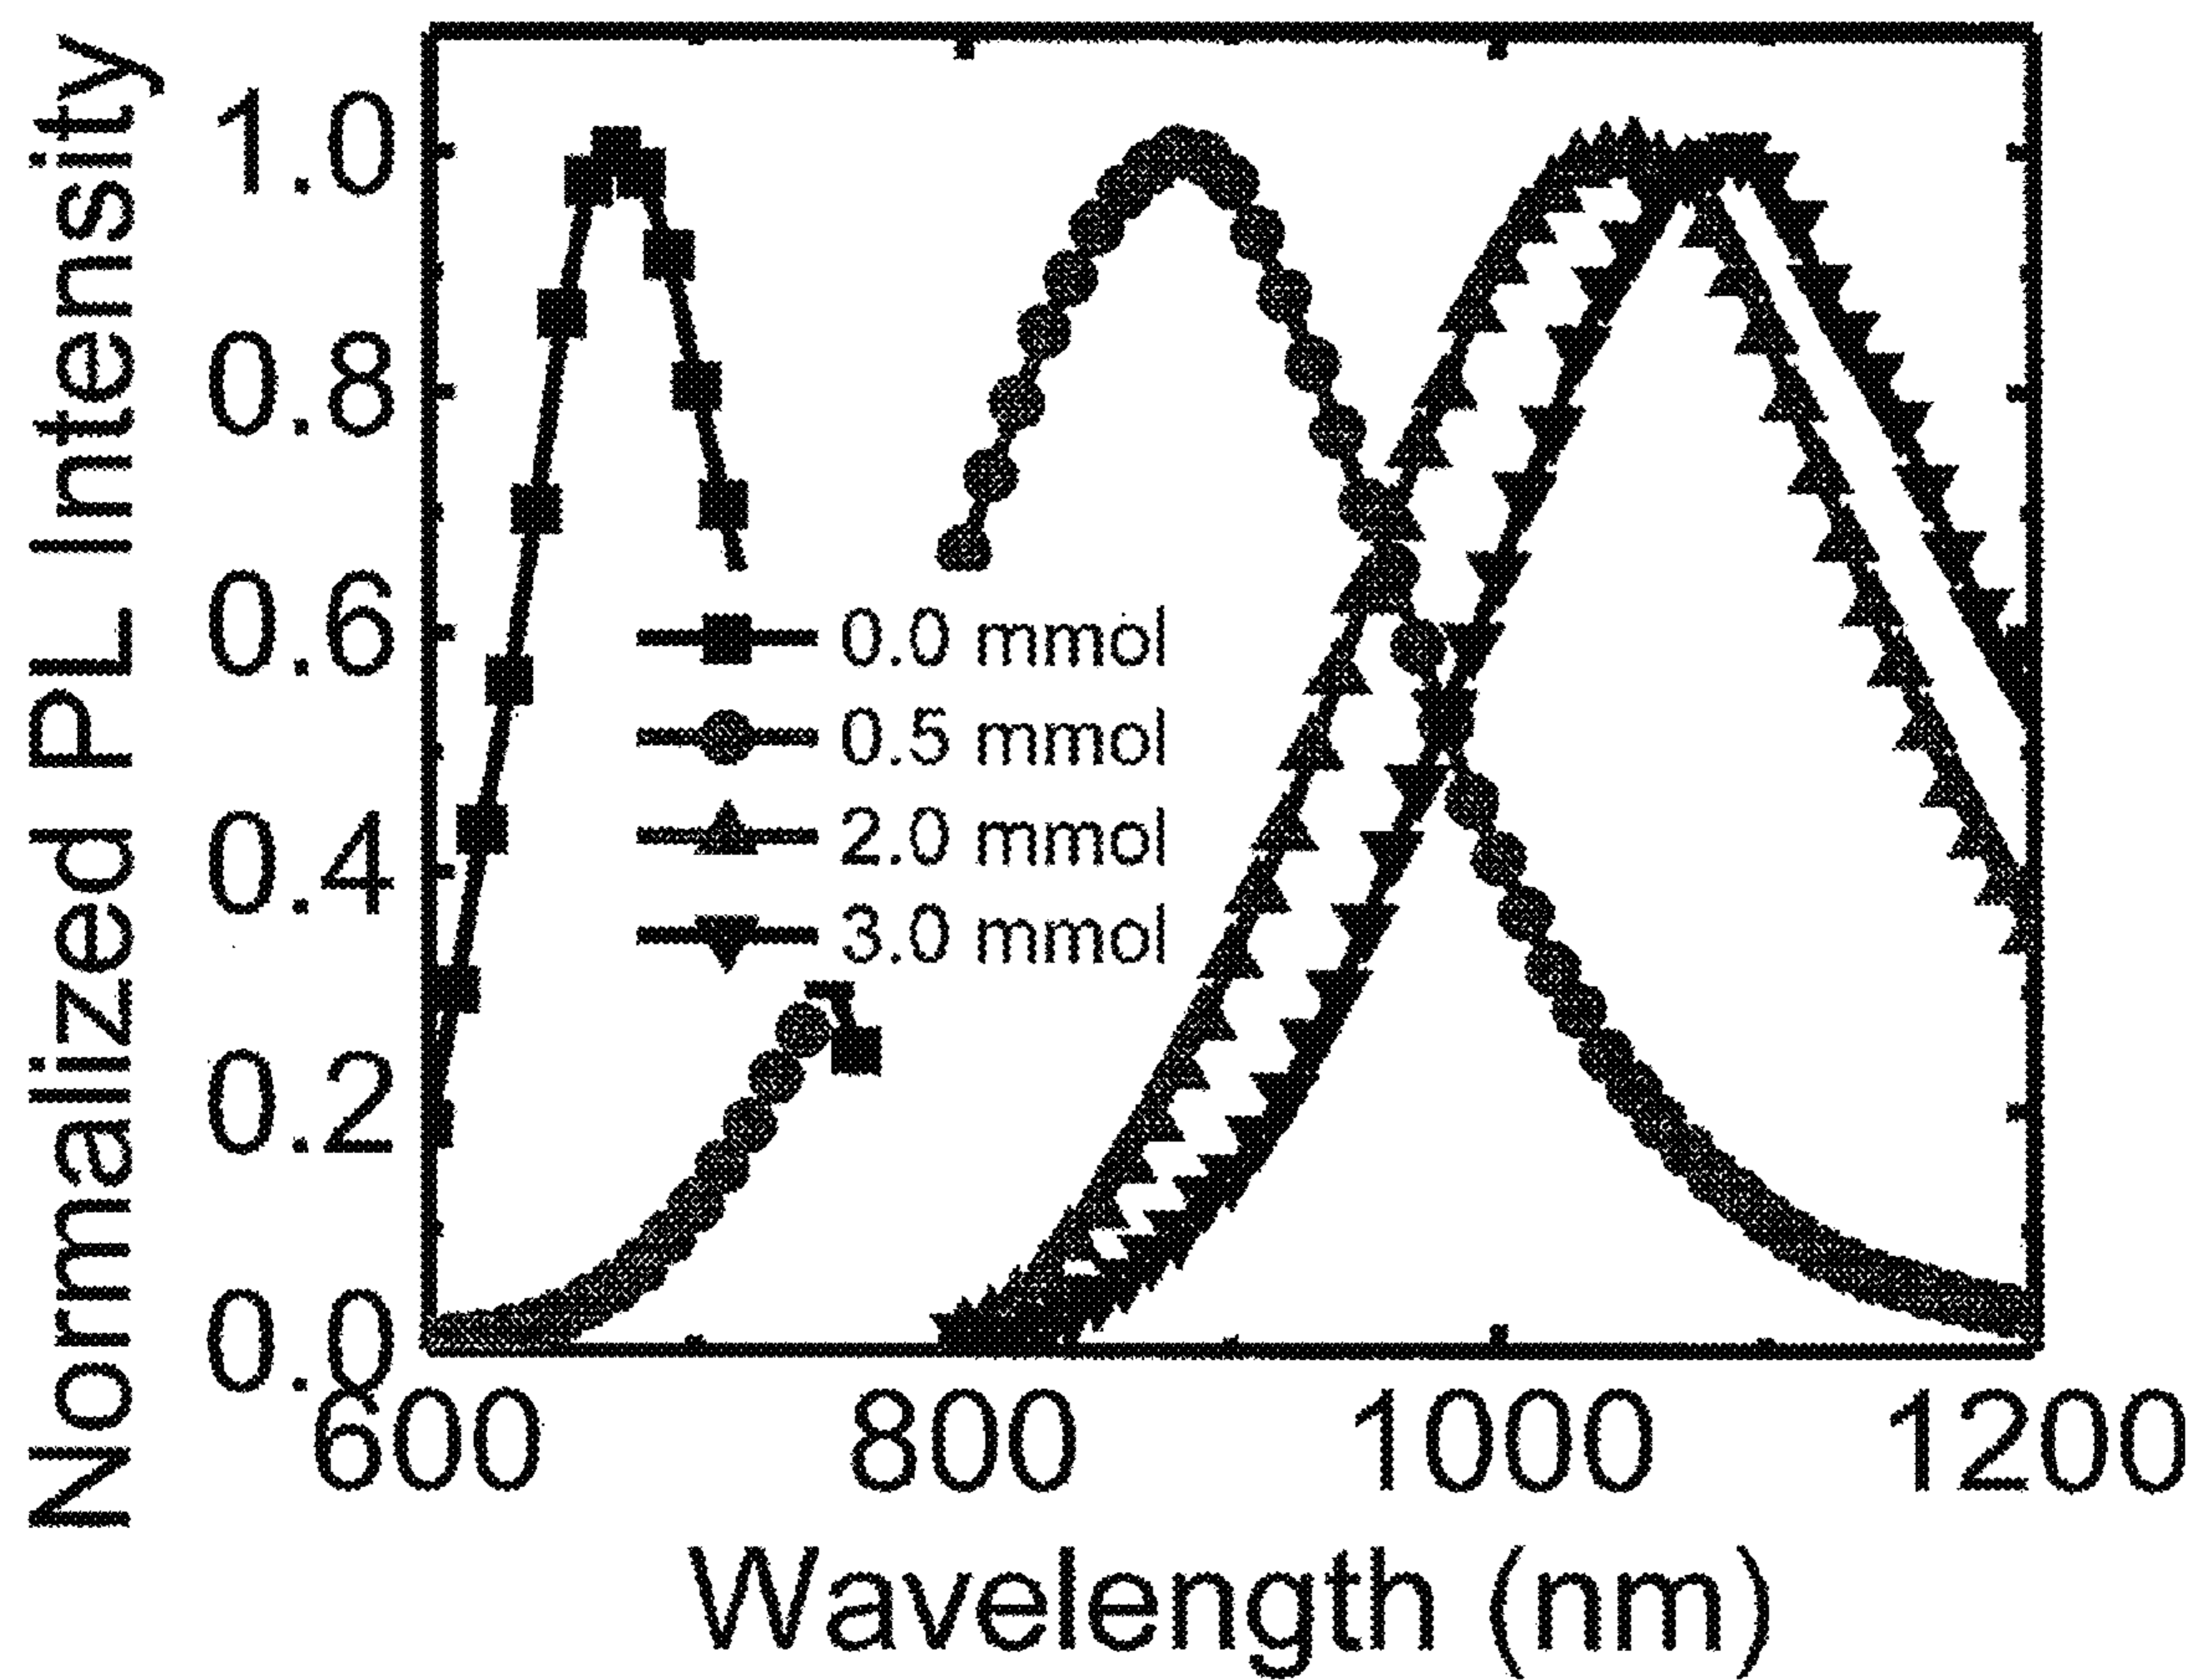 Normalized PL Intensity
1.0
0.8
0.6
0.4
0.2
0.0
0.0 mmol
0.5 mmol
2.0 mmol
3.0 mmol
600 800 1000 1200
Wavelength (nm)